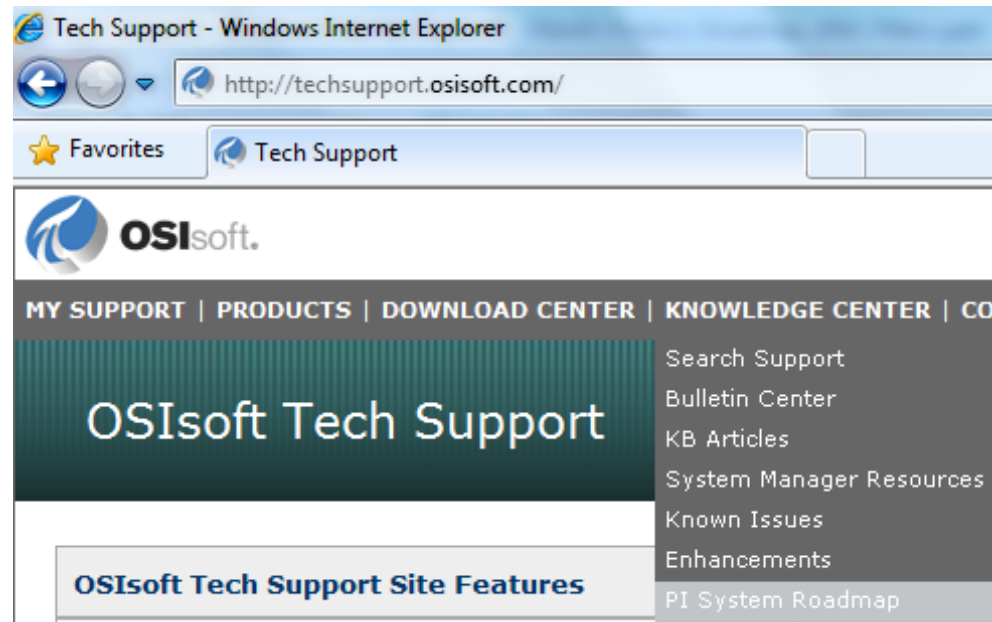 Tech Support - Windows Internet Explorer
http://techsupport.osisoft.com/
Favorites
Tech Support
OSIsoft.
MY SUPPORT | PRODUCTS | DOWNLOAD CENTER | KNOWLEDGE CENTER | CO
OSIsoft Tech Support
Search Support
Bulletin Center
KB Articles
System Manager Resources
Known Issues
Enhancements
PI System Roadmap
OSIsoft Tech Support Site Features